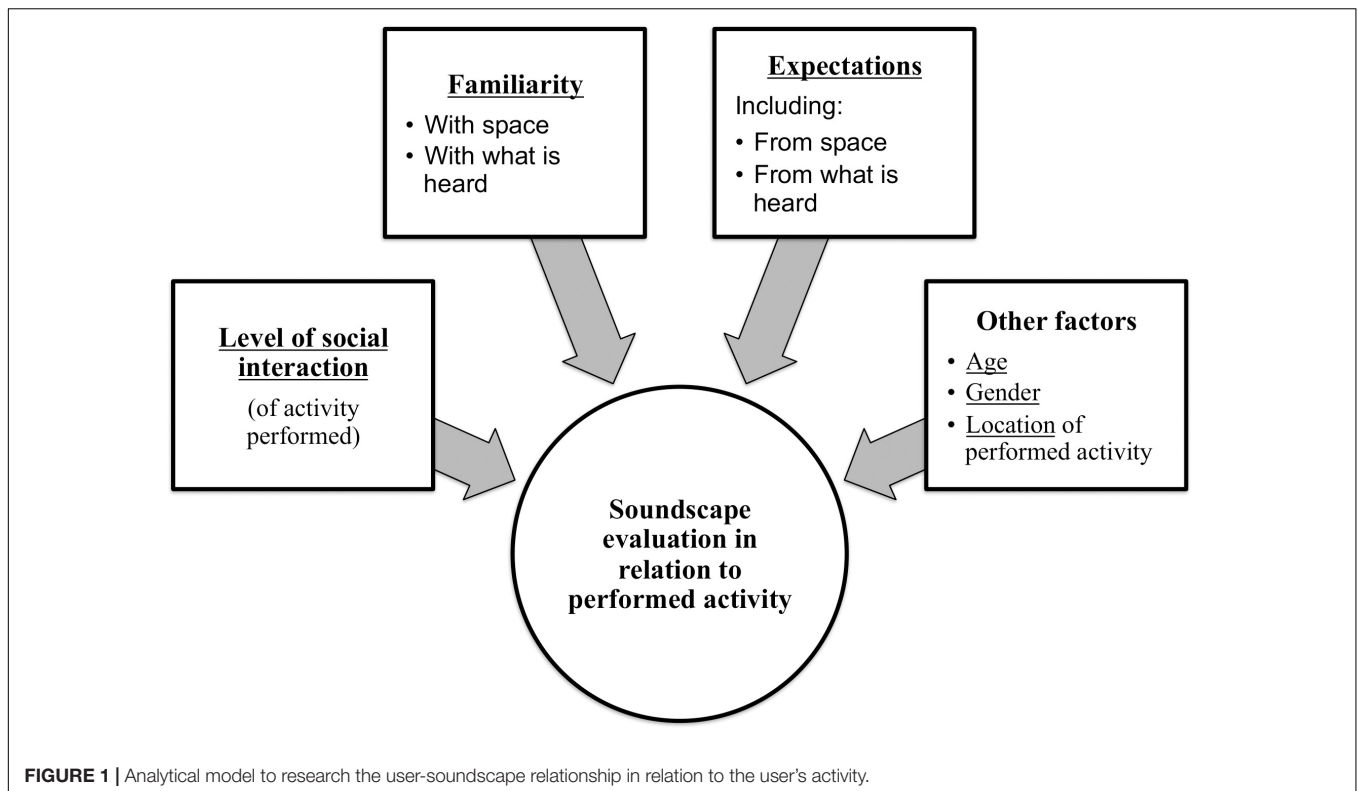 Familiarity
• With space
• With what is
heard
Expectations
Including:
• From space
• From what is
heard
Level of social
interaction
(of activity
performed)
Other factors
• Age
• Gender
• Location of
performed activity
Soundscape
evaluation in
relation to
performed activity
FIGURE 1 | Analytical model to research the user-soundscape relationship in relation to the user's activity.